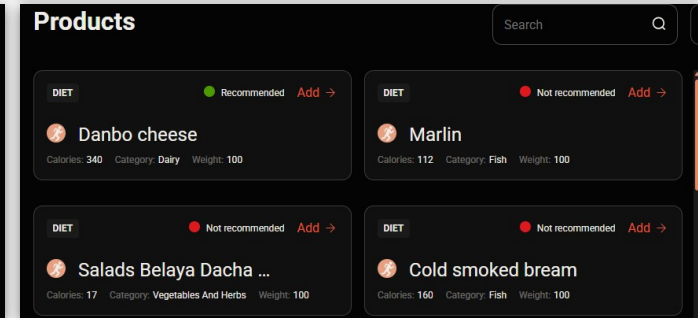 Products
Search
DIET
Recommended
Add →
Danbo cheese
Calories: 340 Category: Dairy Weight: 100
DIET
Not recommended
Add →
Marlin
Calories: 112 Category: Fish Weight: 100
DIET
Not recommended
Add →
Salads Belaya Dacha ...
Calories: 17 Category: Vegetables And Herbs Weight: 100
DIET
Not recommended
Add →
Cold smoked bream
Calories: 160 Category: Fish Weight: 100